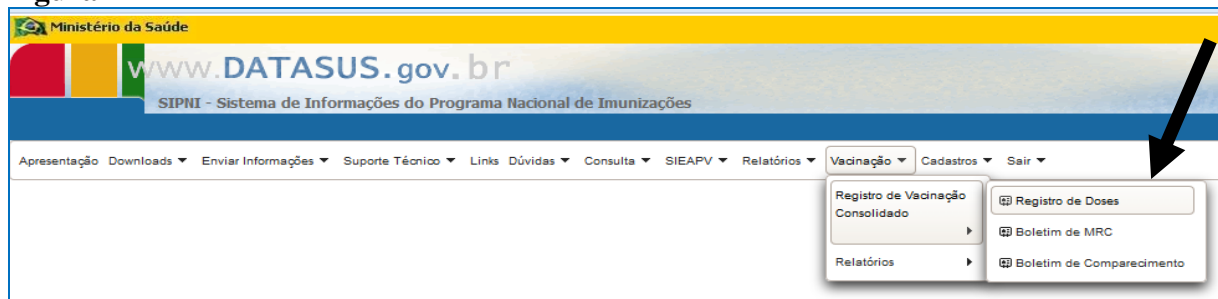 Ministério da Saúde
www.DATASUS.gov.br
SIPNI - Sistema de Informações do Programa Nacional de Imunizações
Apresentação Downloads Enviar Informações Suporte Técnico Links Dúvidas Consulta SIEAPV Relatórios Vacinação Cadastros Sair
Registro de Vacinação
Consolidado
Relatórios
Registro de Doses
Boletim de MRC
Boletim de Comparecimento